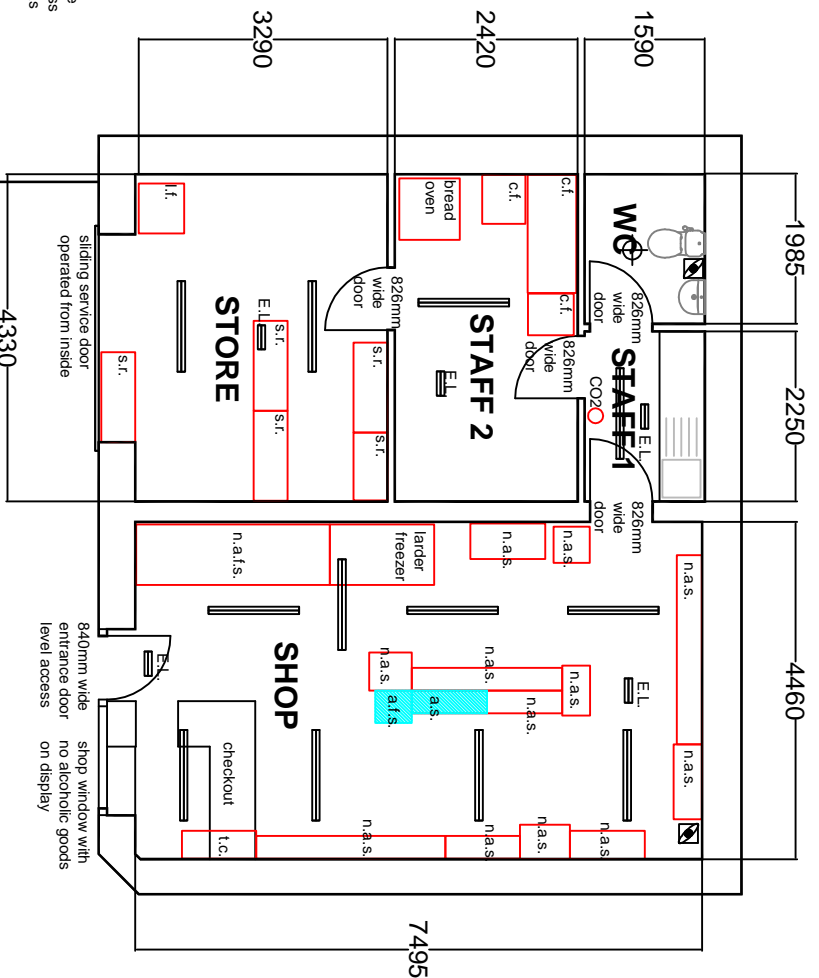 1985
2250
4460
1590
2420
3290
7495
4330
WC
826mm
wide
door
STAFF 1
E.L.
CO2
826mm
wide
door
826mm
wide
door
STAFF 2
E.L.
c.f.
c.f.
c.f.
bread
oven
826mm
wide
door
STORE
E.L.
s.r.
s.r.
s.r.
s.r.
s.r.
l.f.
sliding service door
operated from inside
SHOP
E.L.
n.a.s.
n.a.s.
n.a.s.
n.a.s.
larder
freezer
n.a.f.s.
n.a.s.
n.a.s.
n.a.s.
n.a.s.
a.s.
a.f.s.
n.a.s.
n.a.s.
n.a.s.
n.a.s.
t.c.
checkout
E.L.
840mm wide
entrance door
level access
shop window with
no alcoholic goods
on display